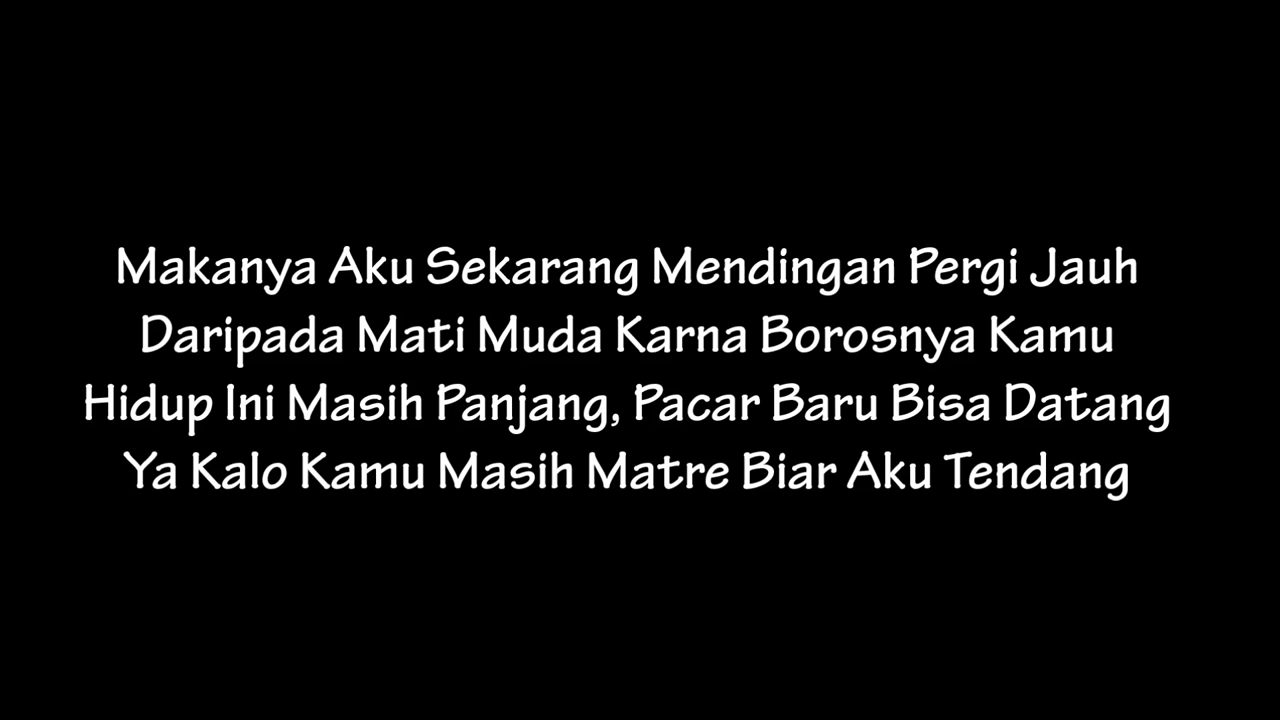 Makanya Aku Sekarang Mendingan Pergi Jauh
Daripada Mati Muda Karna Borosnya Kamu
Hidup Ini Masih Panjang, Pacar Baru Bisa Datang
Ya Kalo Kamu Masih Matre Biar Aku Tendang